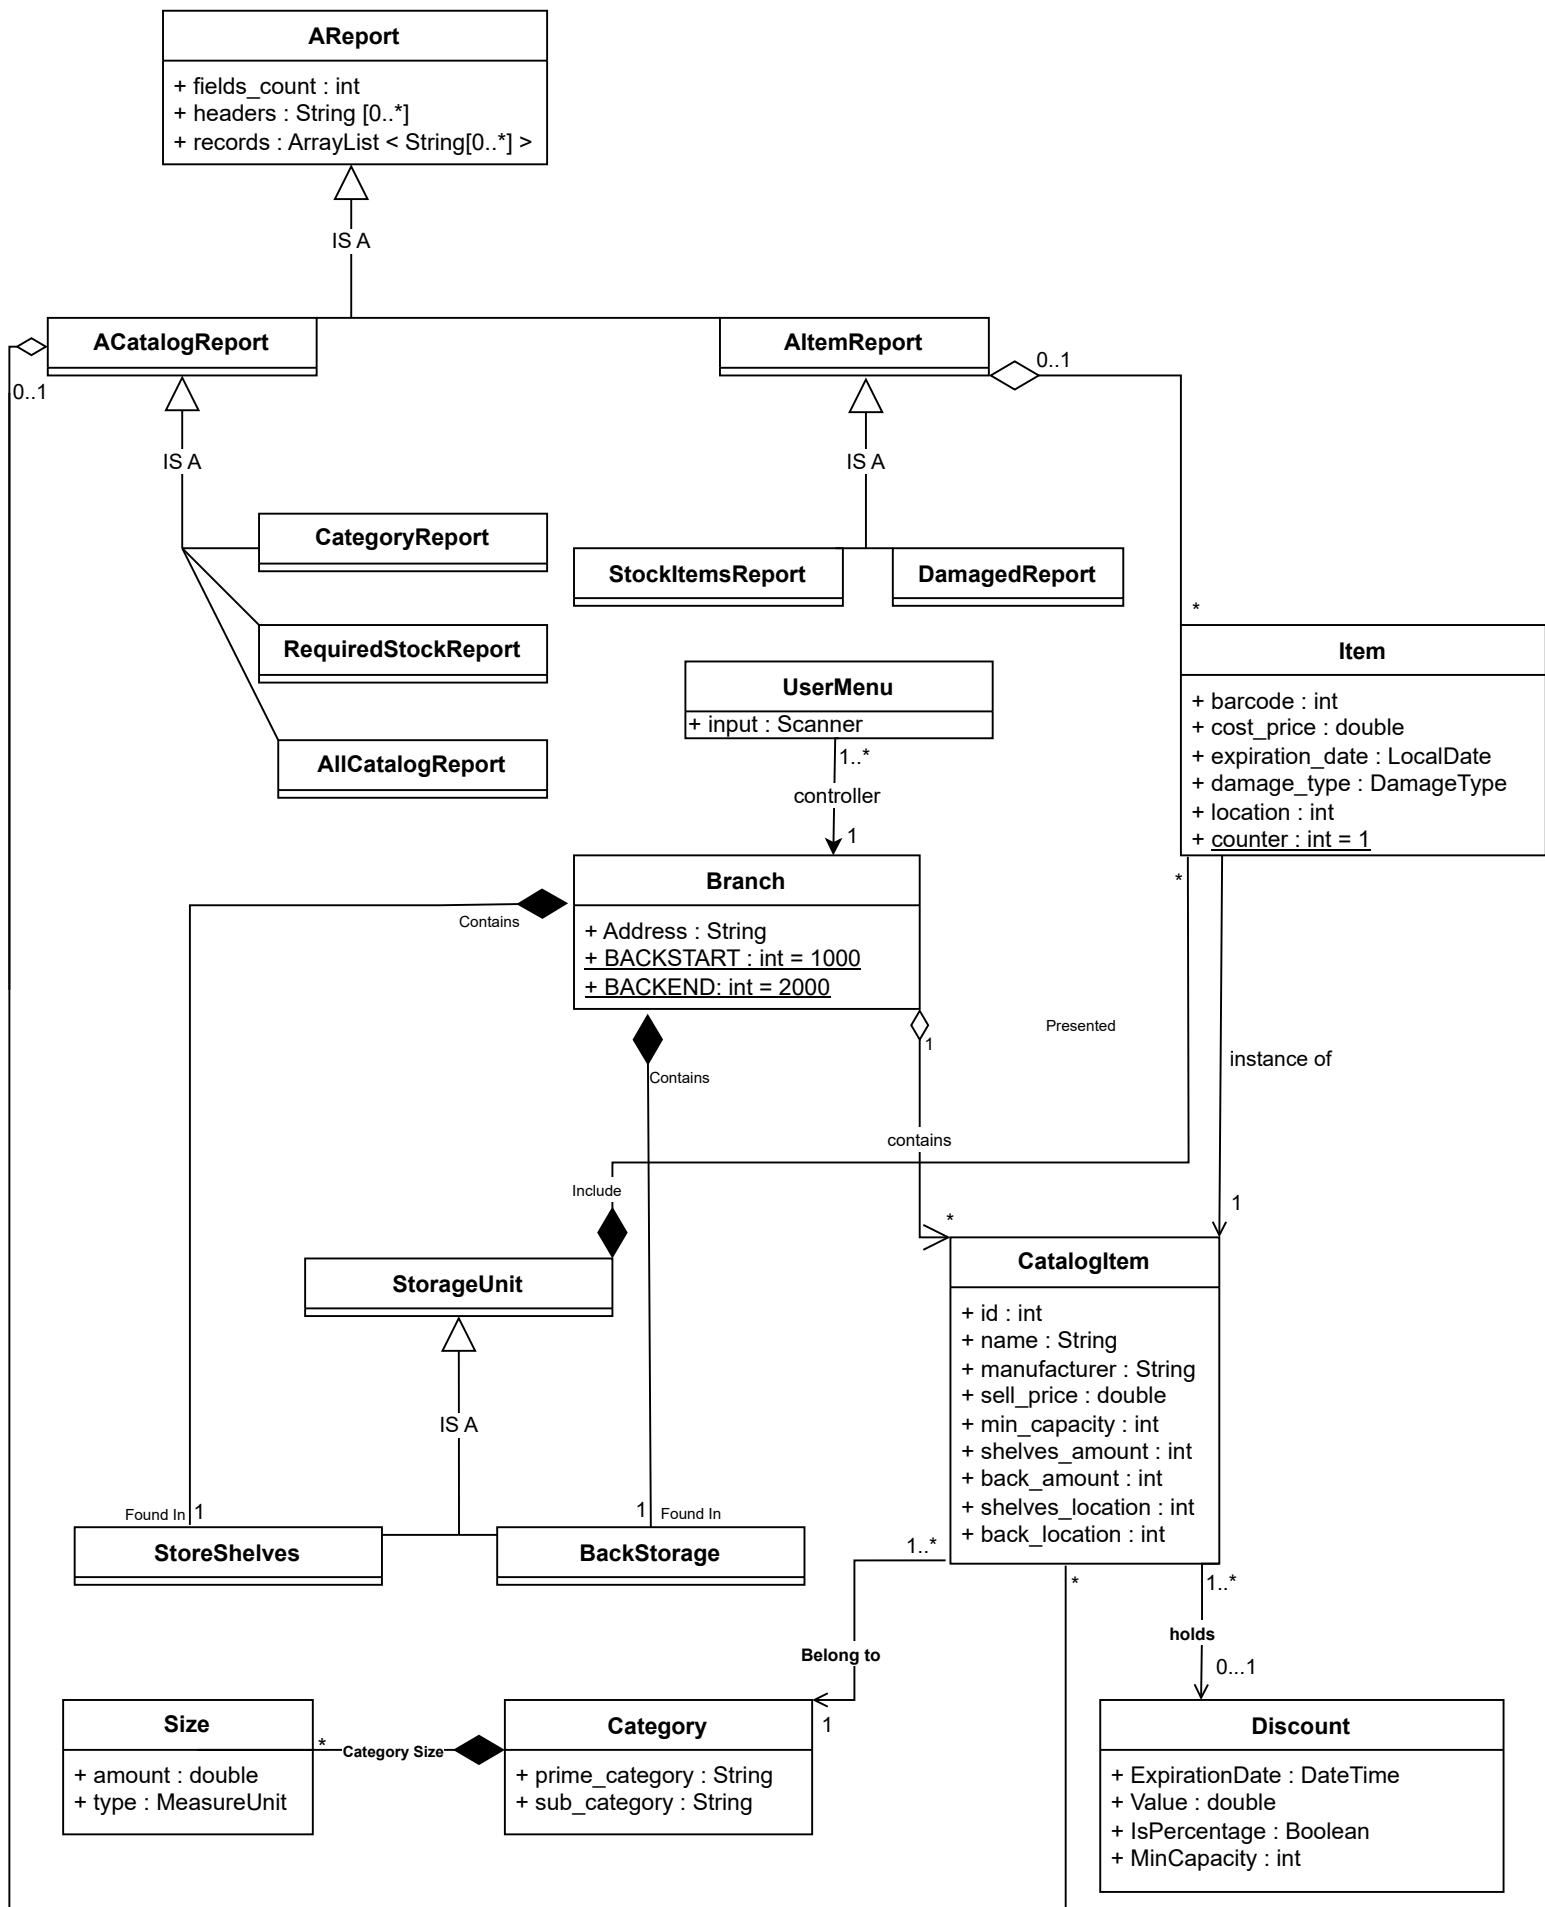 AReport
+ fields_count : int
+ headers : String [0..*]
+ records : ArrayList < String[0..*] >
IS A
ACatalogReport
AItemReport
0..1
0..1
IS A
IS A
CategoryReport
StockItemsReport
DamagedReport
RequiredStockReport
AllCatalogReport
UserMenu
+ input : Scanner
1..*
controller
1
*
Item
+ barcode : int
+ cost_price : double
+ expiration_date : LocalDate
+ damage_type : DamageType
+ location : int
+ counter : int = 1
*
Branch
+ Address : String
+ BACKSTART : int = 1000
+ BACKEND: int = 2000
Contains
Contains
1
Presented
instance of
contains
Include
*
1
StorageUnit
IS A
Found In
1
1
Found In
StoreShelves
BackStorage
CatalogItem
+ id : int
+ name : String
+ manufacturer : String
+ sell_price : double
+ min_capacity : int
+ shelves_amount : int
+ back_amount : int
+ shelves_location : int
+ back_location : int
1..*
*
1..*
Belong to
1
holds
0...1
Size
+ amount : double
+ type : MeasureUnit
*
Category Size
Category
+ prime_category : String
+ sub_category : String
Discount
+ ExpirationDate : DateTime
+ Value : double
+ IsPercentage : Boolean
+ MinCapacity : int